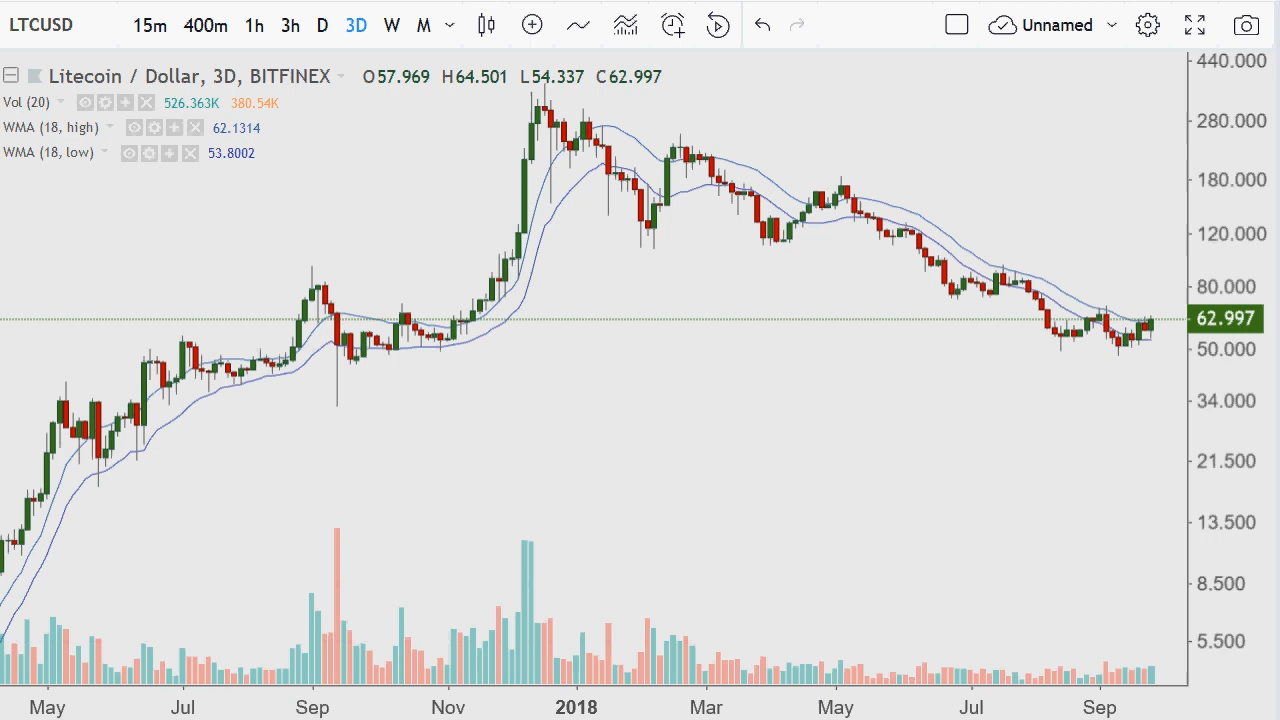 LTCUSD 15m 400m 1h 3h D 3D W M Unnamed
Litecoin / Dollar, 3D, BITFINEX O57.969 H64.501 L54.337 C62.997
Vol (20) 526.363K 380.54K
WMA (18, high) 62.1314
WMA (18, low) 53.8002
440.000
280.000
180.000
120.000
80.000
62.997
50.000
34.000
21.500
13.500
8.500
5.500
May Jul Sep Nov 2018 Mar May Jul Sep